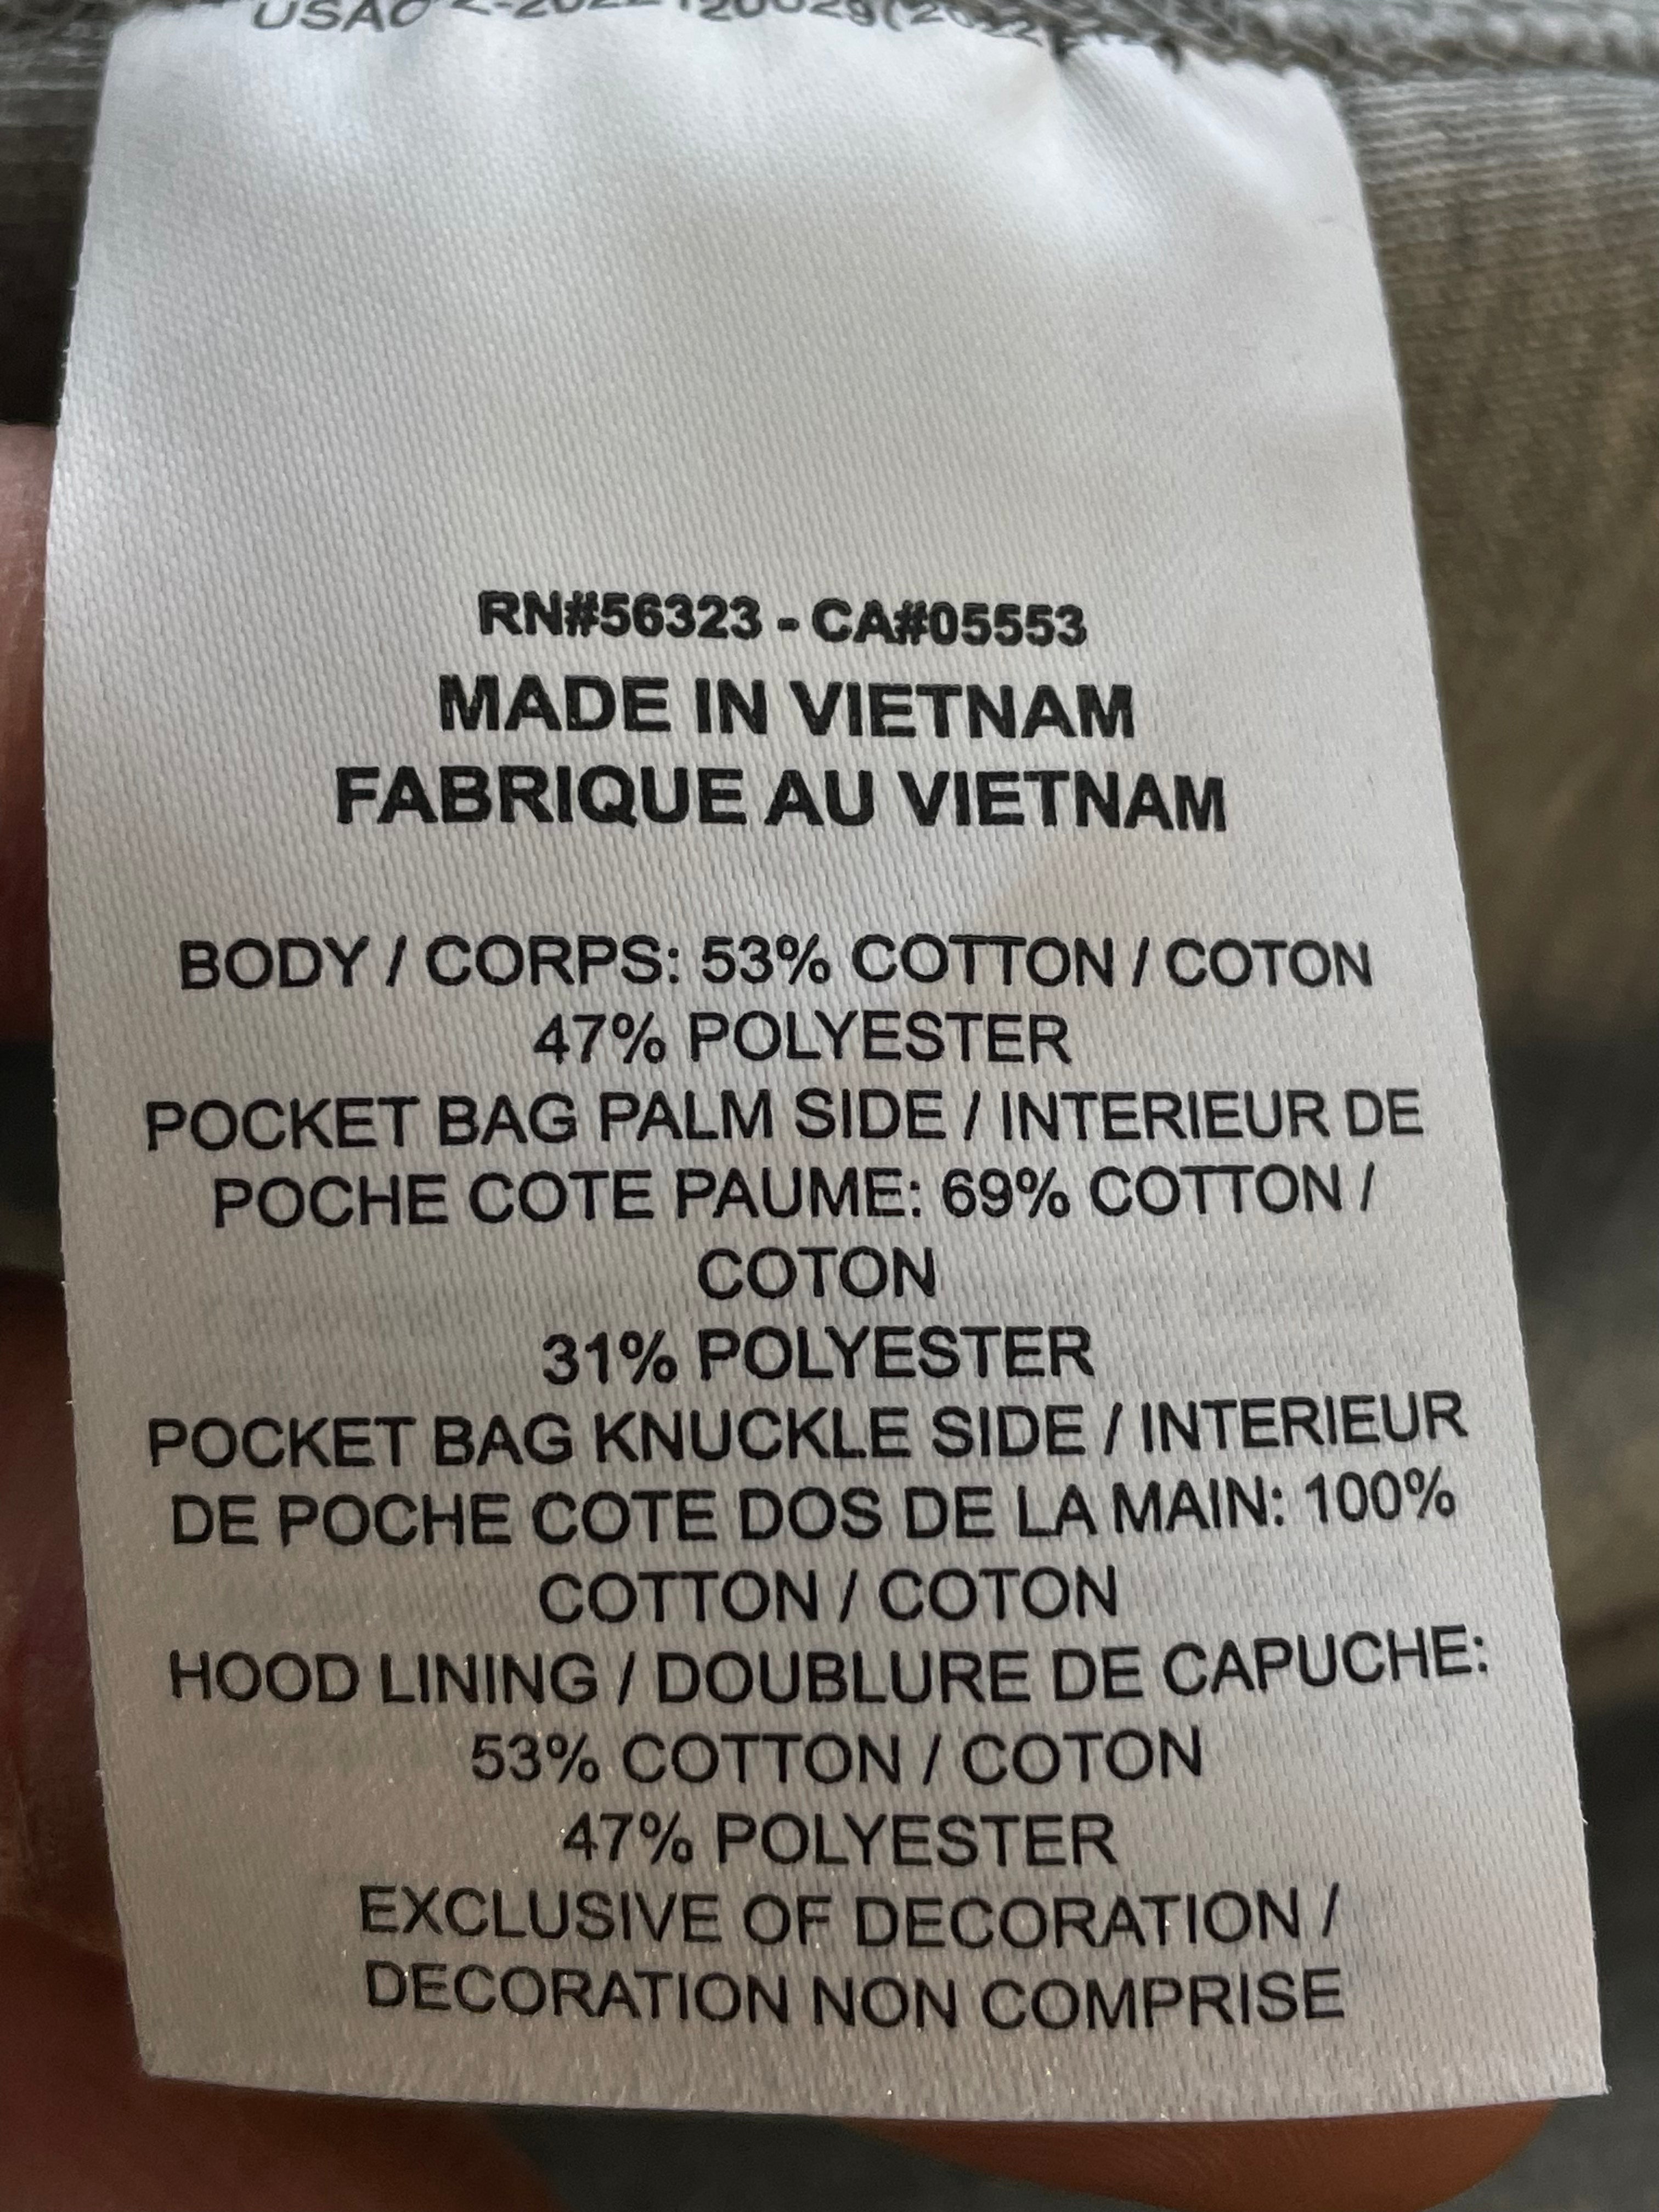 RN#56323 - CA#05553
MADE IN VIETNAM
FABRIQUE AU VIETNAM
BODY / CORPS: 53% COTTON / COTON
47% POLYESTER
POCKET BAG PALM SIDE / INTERIEUR DE
POCHE COTE PAUME: 69% COTTON /
COTON
31% POLYESTER
POCKET BAG KNUCKLE SIDE / INTERIEUR
DE POCHE COTE DOS DE LA MAIN: 100%
COTTON / COTON
HOOD LINING / DOUBLURE DE CAPUCHE:
53% COTTON / COTON
47% POLYESTER
EXCLUSIVE OF DECORATION /
DECORATION NON COMPRISE